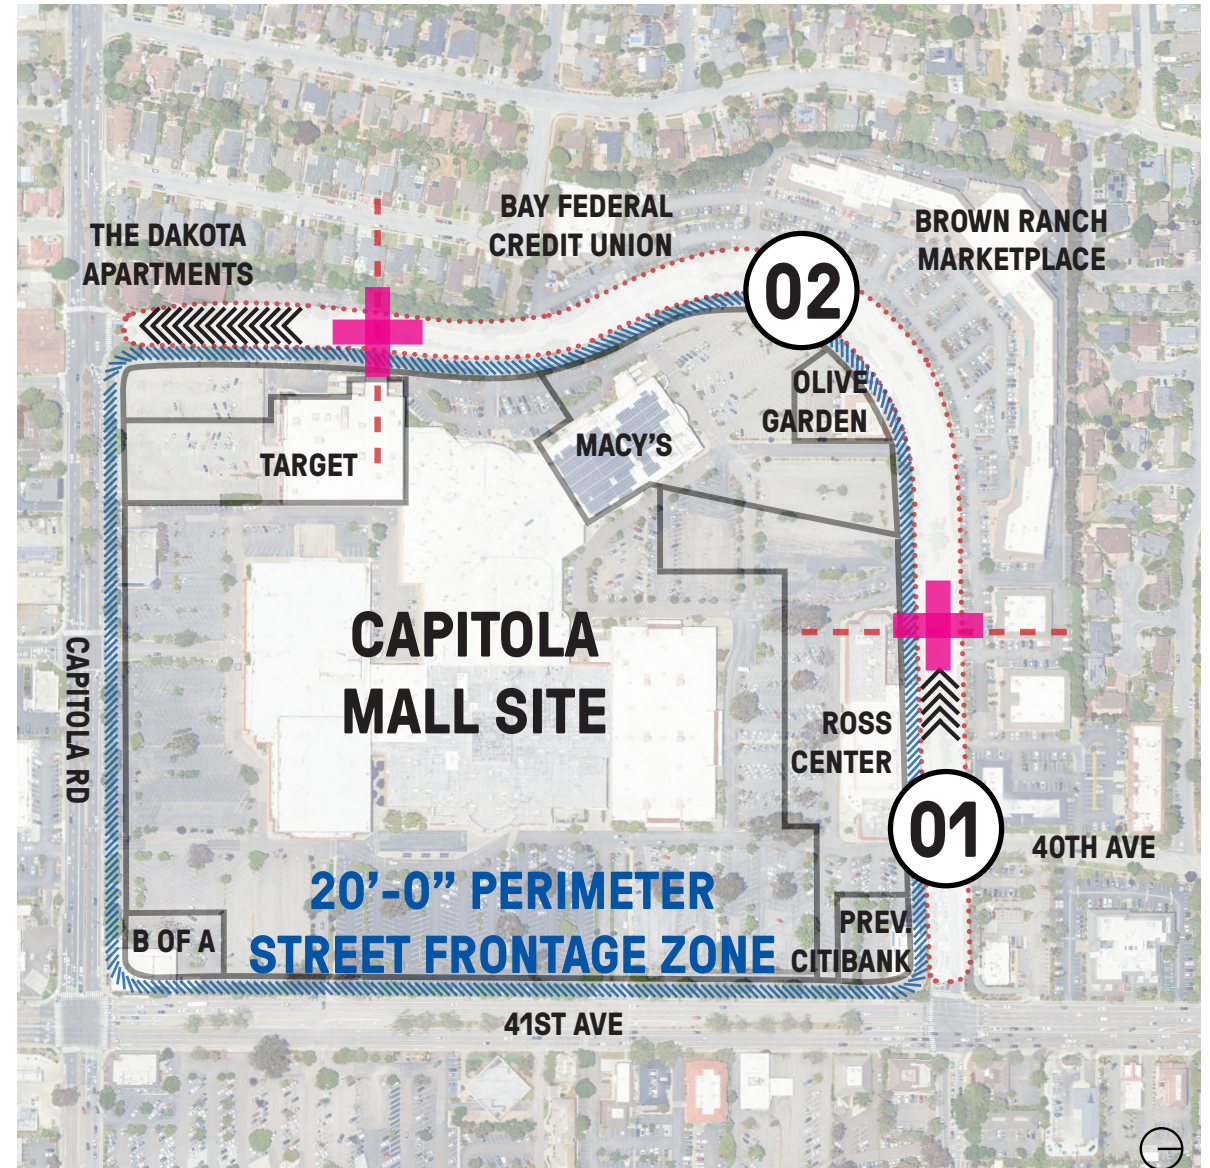 THE DAKOTA
APARTMENTS
BAY FEDERAL
CREDIT UNION
BROWN RANCH
MARKETPLACE
02
OLIVE
GARDEN
MACY’S
TARGET
CAPITOLA
MALL SITE
CAPITOLA RD
ROSS
CENTER
01
40TH AVE
20’-0” PERIMETER
STREET FRONTAGE ZONE
B OF A
PREV.
CITIBANK
41ST AVE